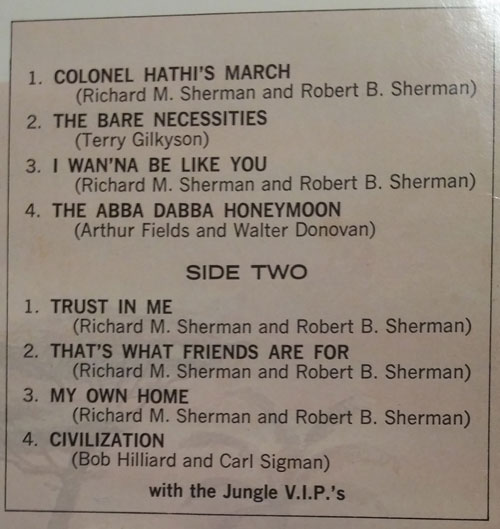 1. COLONEL HATHI'S MARCH
(Richard M. Sherman and Robert B. Sherman)
2. THE BARE NECESSITIES
(Terry Gilkyson)
3. I WAN'NA BE LIKE YOU
(Richard M. Sherman and Robert B. Sherman)
4. THE ABBA DABBA HONEYMOON
(Arthur Fields and Walter Donovan)
SIDE TWO
1. TRUST IN ME
(Richard M. Sherman and Robert B. Sherman)
2. THAT'S WHAT FRIENDS ARE FOR
(Richard M. Sherman and Robert B. Sherman)
3. MY OWN HOME
(Richard M. Sherman and Robert B. Sherman)
4. CIVILIZATION
(Bob Hilliard and Carl Sigman)
with the Jungle V.I.P.'s